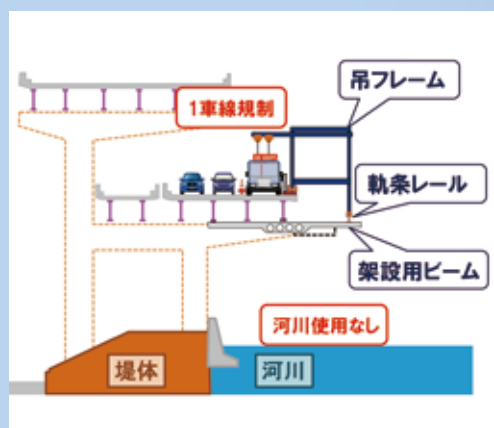 吊フレーム
1車線規制
軌条レール
架設用ビーム
河川使用なし
堤体
河川